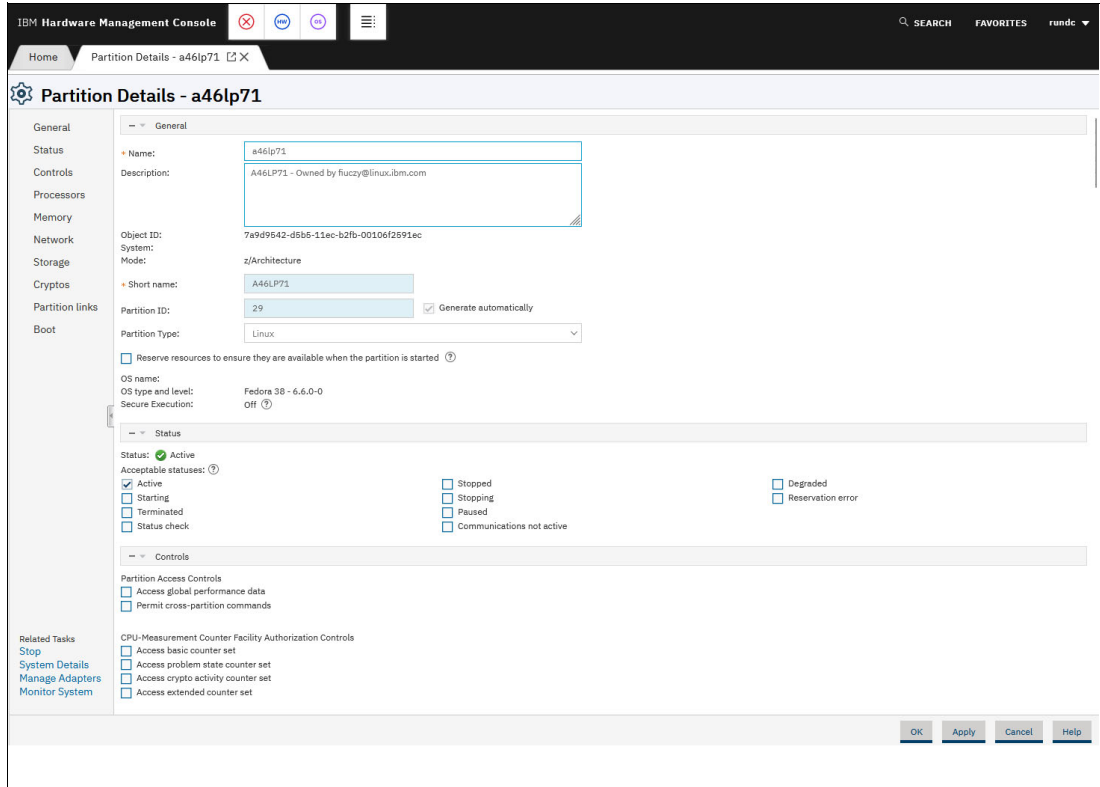 IBM Hardware Management Console HW OS SEARCH FAVORITES rundc
Home Partition Details - a46lp71
Partition Details - a46lp71
General
Status
Controls
Processors
Memory
Network
Storage
Cryptos
Partition links
Boot
Related Tasks
Stop
System Details
Manage Adapters
Monitor System
General
* Name: a46lp71
Description: A46LP71 - Owned by fiuczy@linux.ibm.com
Object ID: 7a9d9542-d5b5-11ec-b2fb-00106f2591ec
System:
Mode: z/Architecture
* Short name: A46LP71
Partition ID: 29 Generate automatically
Partition Type: Linux
Reserve resources to ensure they are available when the partition is started ?
OS name:
OS type and level: Fedora 38 - 6.6.0-0
Secure Execution: Off ?
Status
Status: Active
Acceptable statuses: ?
Active Stopped Degraded
Starting Stopping Reservation error
Terminated Paused
Status check Communications not active
Controls
Partition Access Controls
Access global performance data
Permit cross-partition commands
CPU-Measurement Counter Facility Authorization Controls
Access basic counter set
Access problem state counter set
Access crypto activity counter set
Access extended counter set
OK Apply Cancel Help